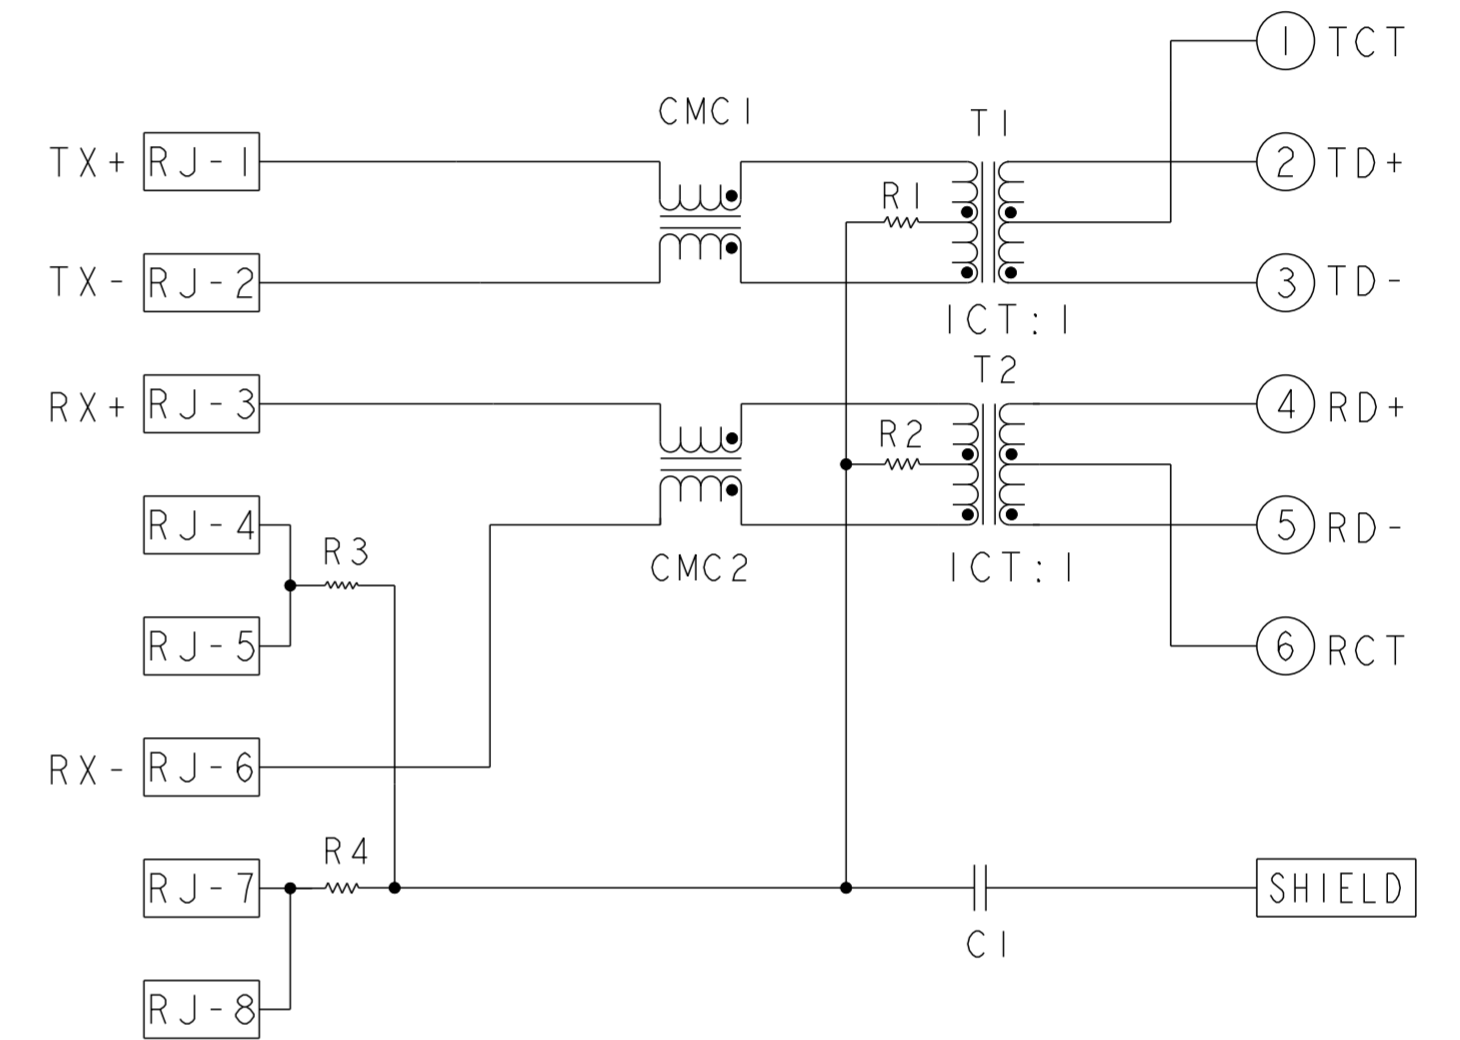 1 TCT
CMC1
T1
TX+ RJ-1
2 TD+
R1
TX- RJ-2
3 TD-
1CT:1
T2
RX+ RJ-3
4 RD+
R2
RJ-4
5 RD-
R3
CMC2
1CT:1
RJ-5
6 RCT
RX- RJ-6
R4
RJ-7
SHIELD
C1
RJ-8